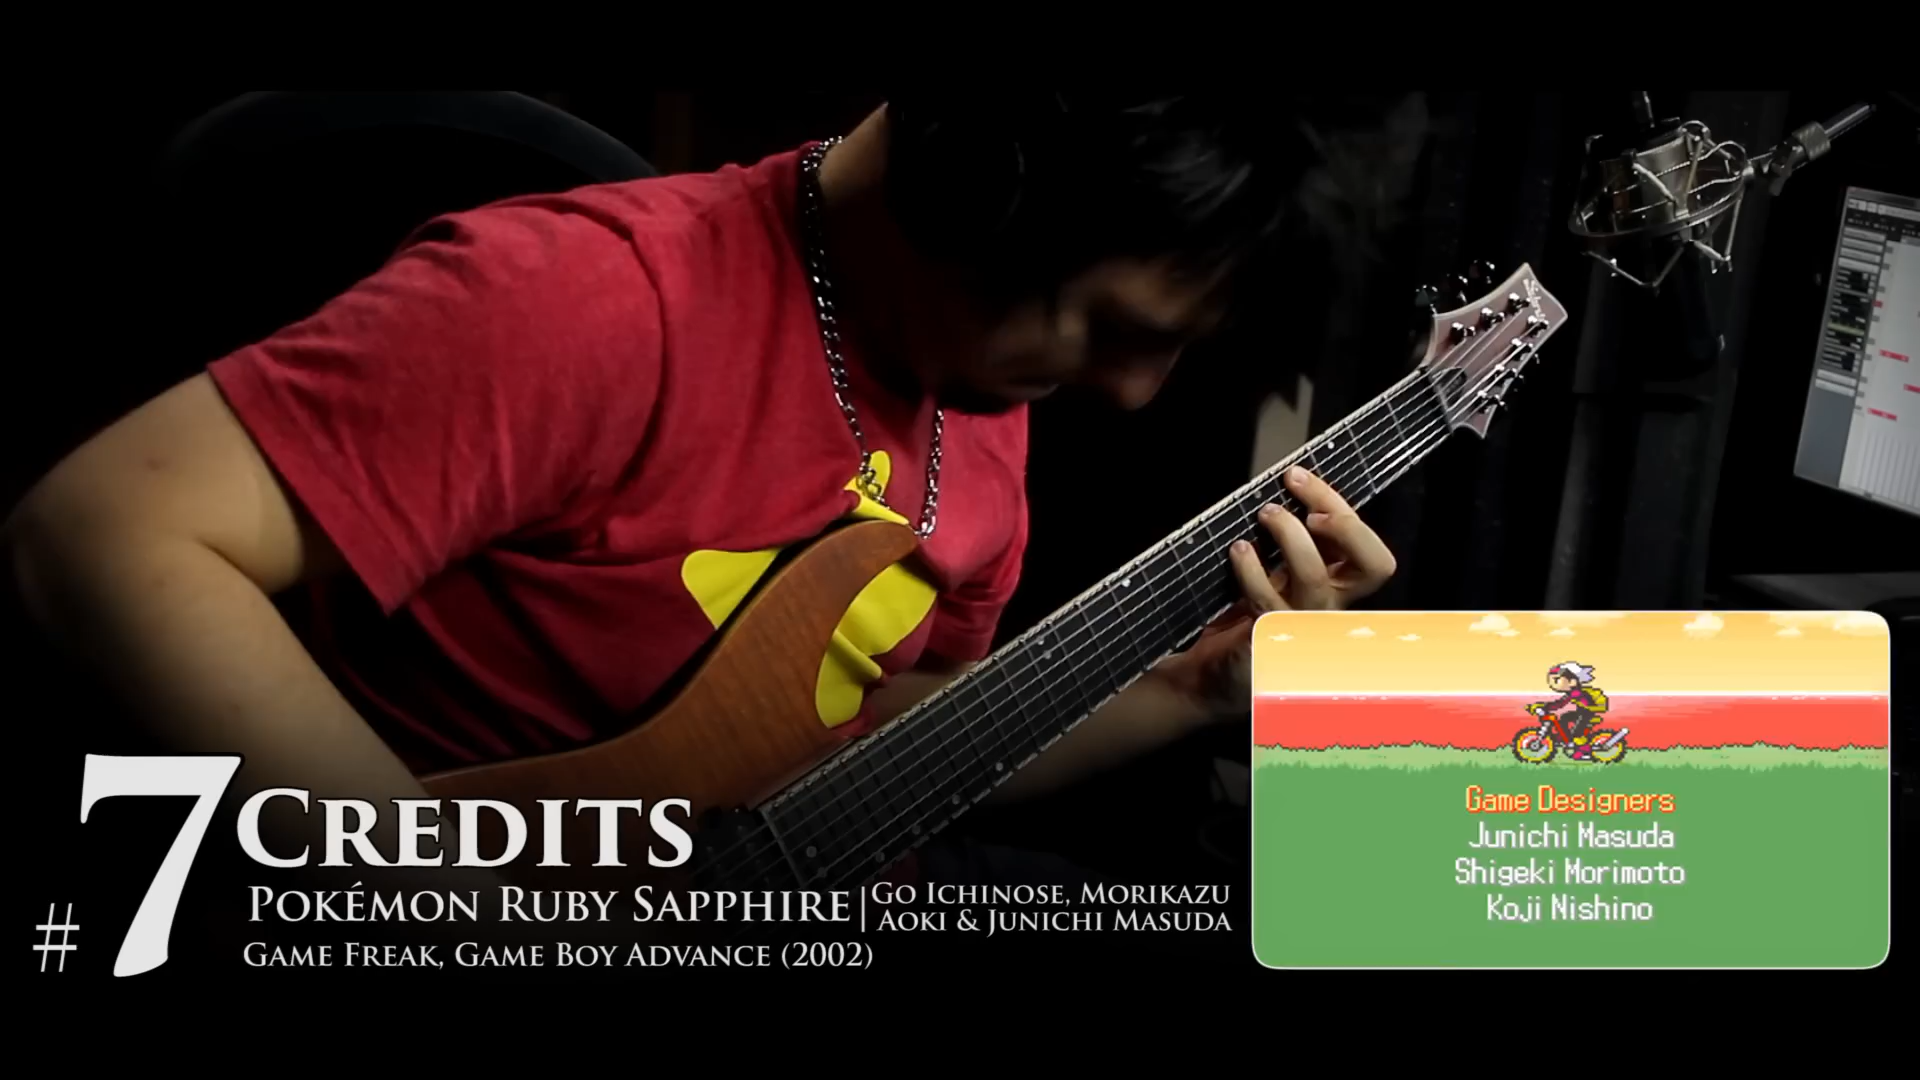 #7
CREDITS
POKÉMON RUBY SAPPHIRE | GO ICHINOSE, MORIKAZU
AOKI & JUNICHI MASUDA
GAME FREAK, GAME BOY ADVANCE (2002)
Game Designers
Junichi Masuda
Shigeki Morimoto
Koji Nishino